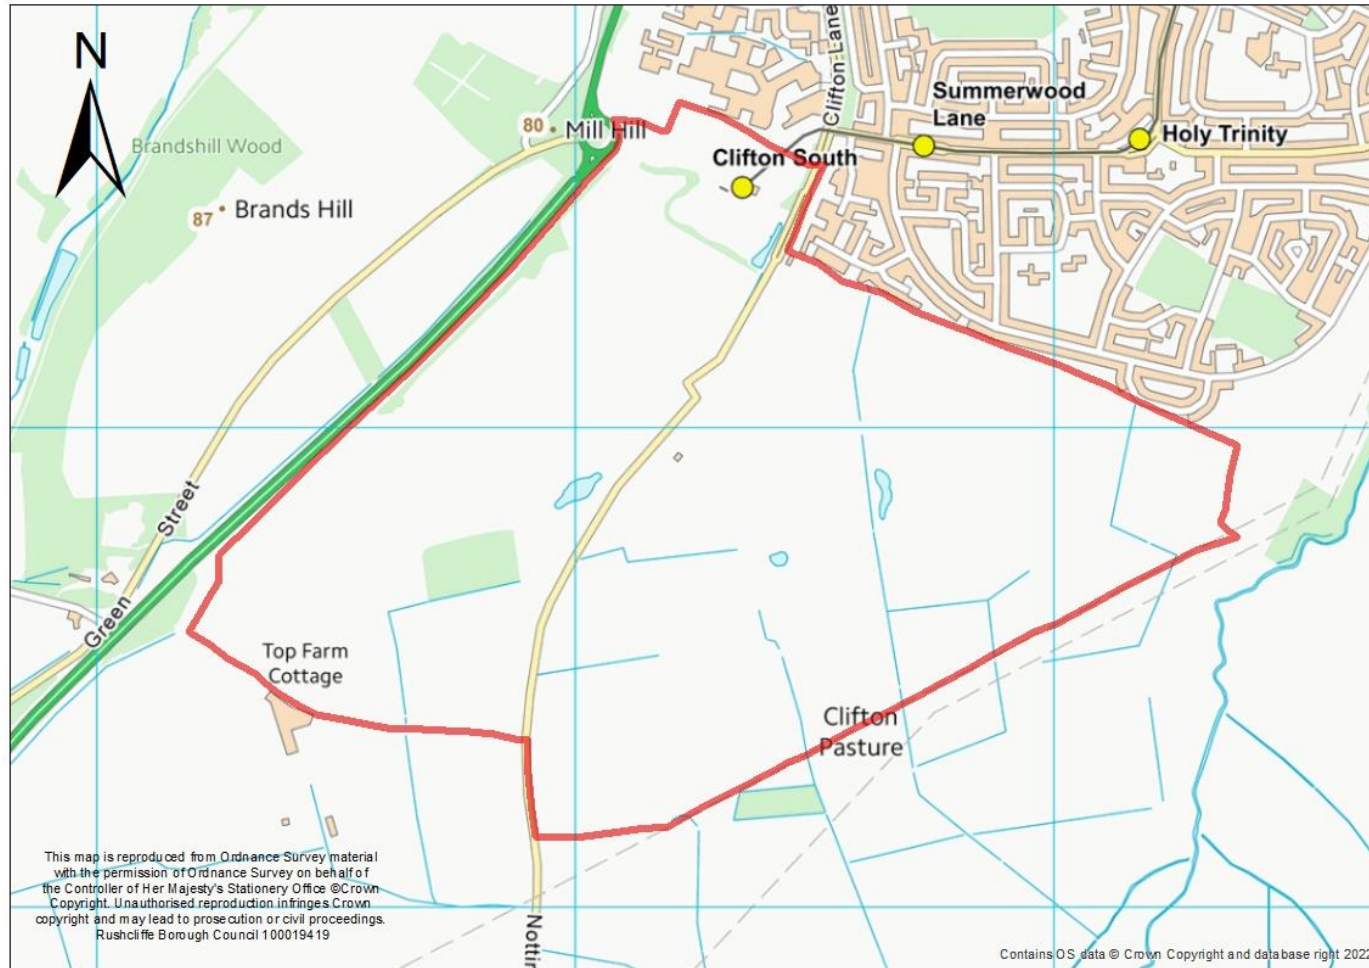 N
Clifton Lane
Summerwood
Lane
80
Mill Hill
Holy Trinity
Brandshill Wood
Clifton South
87
Brands Hill
Green Street
Top Farm
Cottage
Clifton
Pasture
This map is reproduced from Ordnance Survey material
with the permission of Ordnance Survey on behalf of
the Controller of Her Majesty's Stationery Office ©Crown
Copyright. Unauthorised reproduction infringes Crown
copyright and may lead to prosecution or civil proceedings.
Rushcliffe Borough Council 100019419
Contains OS data © Crown Copyright and database right 2022